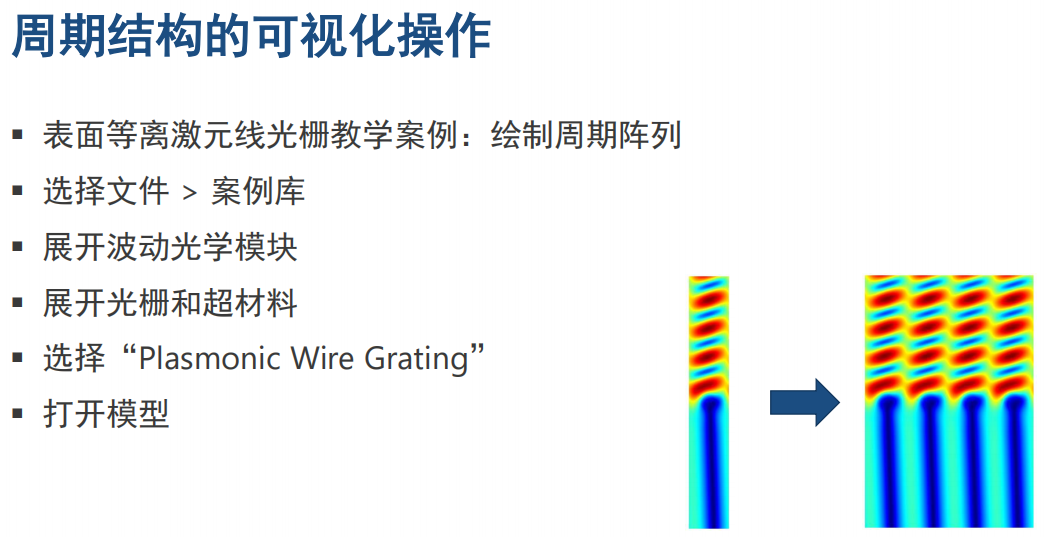 周期结构的可视化操作
▪ 表面等离激元线光栅教学案例：绘制周期阵列
▪ 选择文件 > 案例库
▪ 展开波动光学模块
▪ 展开光栅和超材料
▪ 选择“Plasmonic Wire Grating”
▪ 打开模型